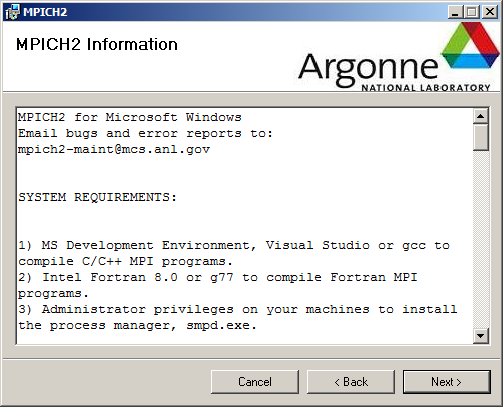 MPICH2
MPICH2 Information
Argonne
NATIONAL LABORATORY
MPICH2 for Microsoft Windows
Email bugs and error reports to:
mpich2-maint@mcs.anl.gov
SYSTEM REQUIREMENTS:
1) MS Development Environment, Visual Studio or gcc to
compile C/C++ MPI programs.
2) Intel Fortran 8.0 or g77 to compile Fortran MPI
programs.
3) Administrator privileges on your machines to install
the process manager, smpd.exe.
Cancel
< Back
Next >